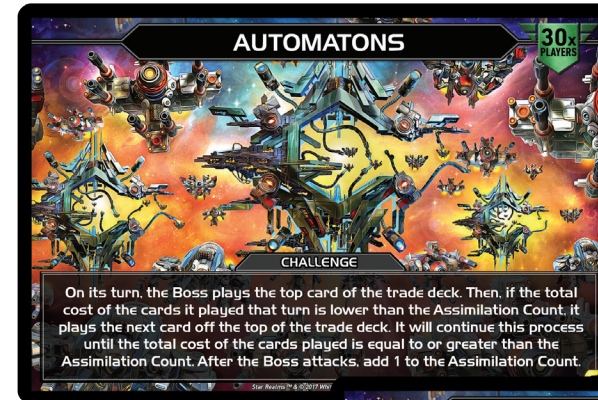 AUTOMATONS
30x
PLAYERS
CHALLENGE
On its turn, the Boss plays the top card of the trade deck. Then, if the total
cost of the cards it played that turn is lower than the Assimilation Count, it
plays the next card off the top of the trade deck. It will continue this process
until the total cost of the cards played is equal to or greater than the
Assimilation Count. After the Boss attacks, add 1 to the Assimilation Count.
Star Realms™ & © 2017